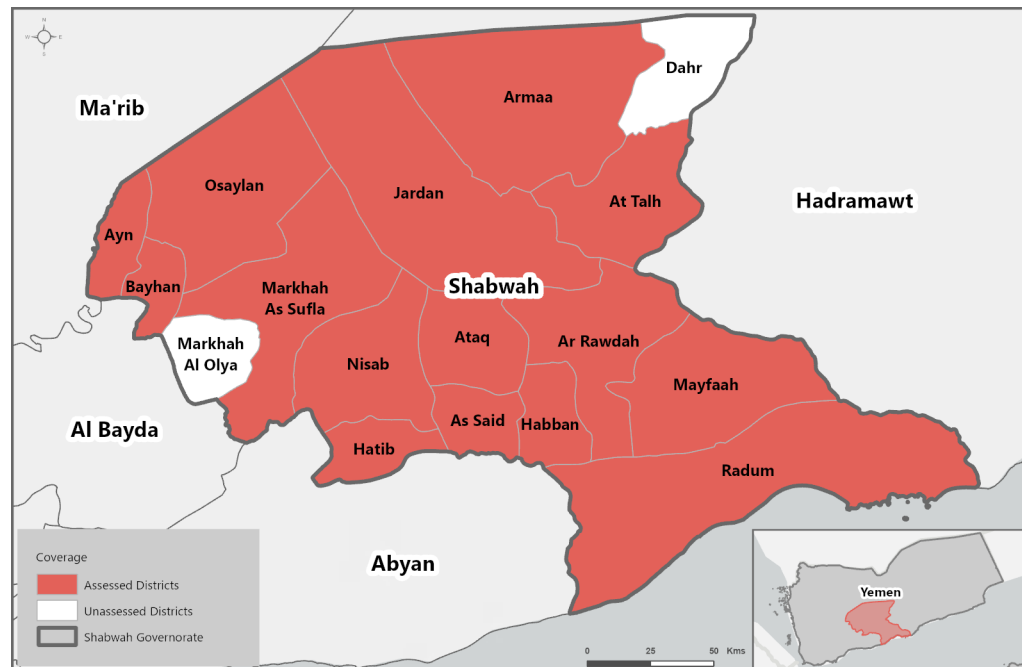 N
W E
S
Dahr
Ma'rib
Armaa
Osaylan
Jardan
At Talh
Hadramawt
Ayn
Bayhan
Markhah
As Sufla
Shabwah
Markhah
Al Olya
Ataq
Ar Rawdah
Nisab
Mayfaah
Al Bayda
As Said
Habban
Hatib
Radum
Abyan
Coverage
Assessed Districts
Unassessed Districts
Shabwah Governorate
Yemen
0 25 50 Kms